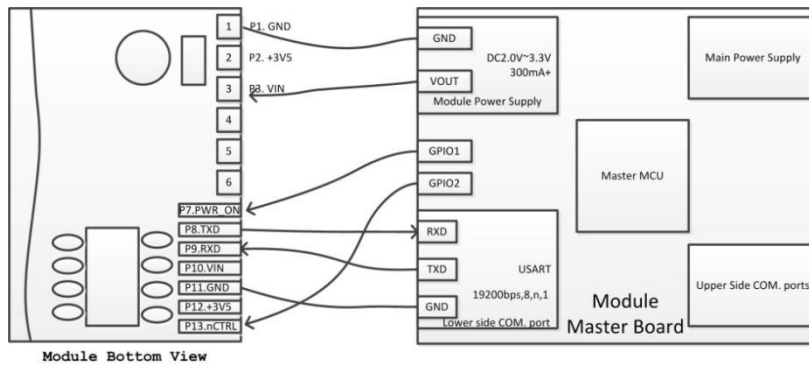 1
P1. GND
2
P2. +3V5
3
P3. VIN
4
5
6
P7.PWR_ON
P8.TXD
P9.RXD
P10.VIN
P11.GND
P12.+3V5
P13.nCTRL
Module Bottom View
GND
DC2.0V~3.3V
300mA+
VOUT
Module Power Supply
Main Power Supply
GPIO1
GPIO2
Master MCU
RXD
TXD
USART
19200bps,8,n,1
GND
Lower side COM. port
Module
Master Board
Upper Side COM. ports